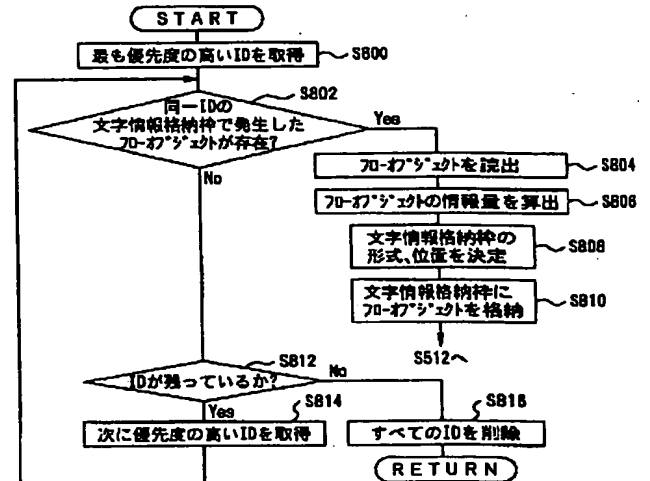 START
最も優先度の高いIDを取得
S800
S802
同一IDの
文字情報格納枠で発生した
フローオブジェクトが存在?
Yes
No
フローオブジェクトを読出
S804
フローオブジェクトの情報量を算出
S806
文字情報格納枠の
形式、位置を決定
S808
文字情報格納枠に
フローオブジェクトを格納
S810
S512へ
S812
IDが残っているか?
No
Yes
S814
次に優先度の高いIDを取得
S816
すべてのIDを削除
RETURN